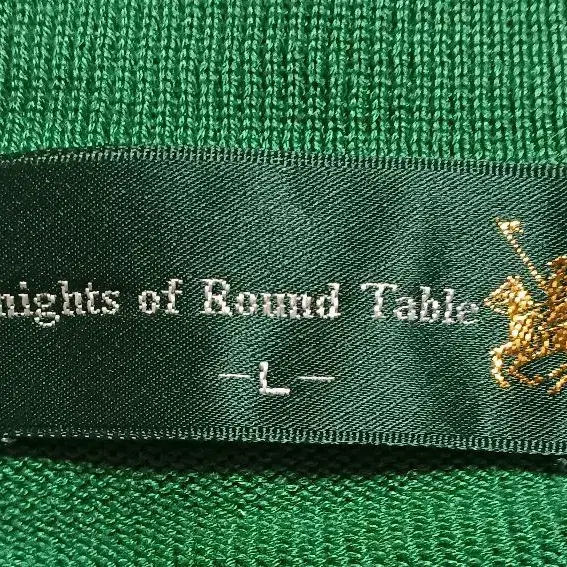 nights of Round Table
-L-